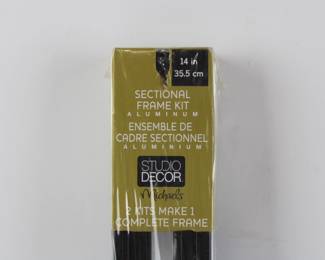 14 in
35.5 cm
SECTIONAL
FRAME KIT
ALUMINUM
ENSEMBLE DE
CADRE SECTIONNEL
ALUMINIUM
STUDIO
DECOR
Michaels
2 KITS MAKE 1
COMPLETE FRAME